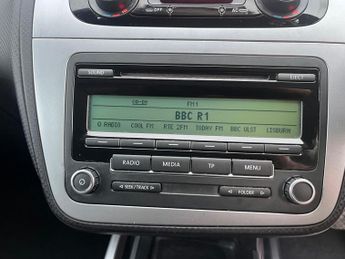 OFF AC
SOUND EJECT
CD-IN FM1
BBC R1
O RADIO COOL FM RTE 2FM TODAY FM BBC ULST LISBURN
RADIO MEDIA TP MENU
SEEK/TRACK FOLDER